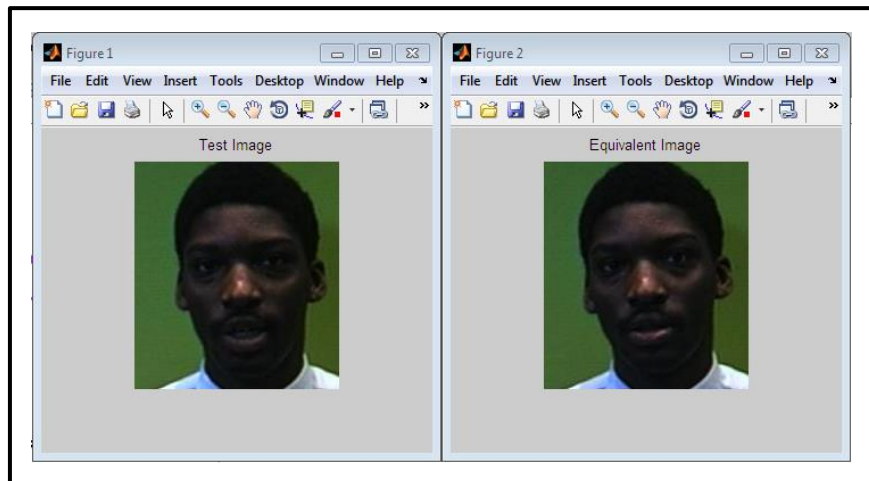 Figure 1
File Edit View Insert Tools Desktop Window Help
Test Image
Figure 2
File Edit View Insert Tools Desktop Window Help
Equivalent Image